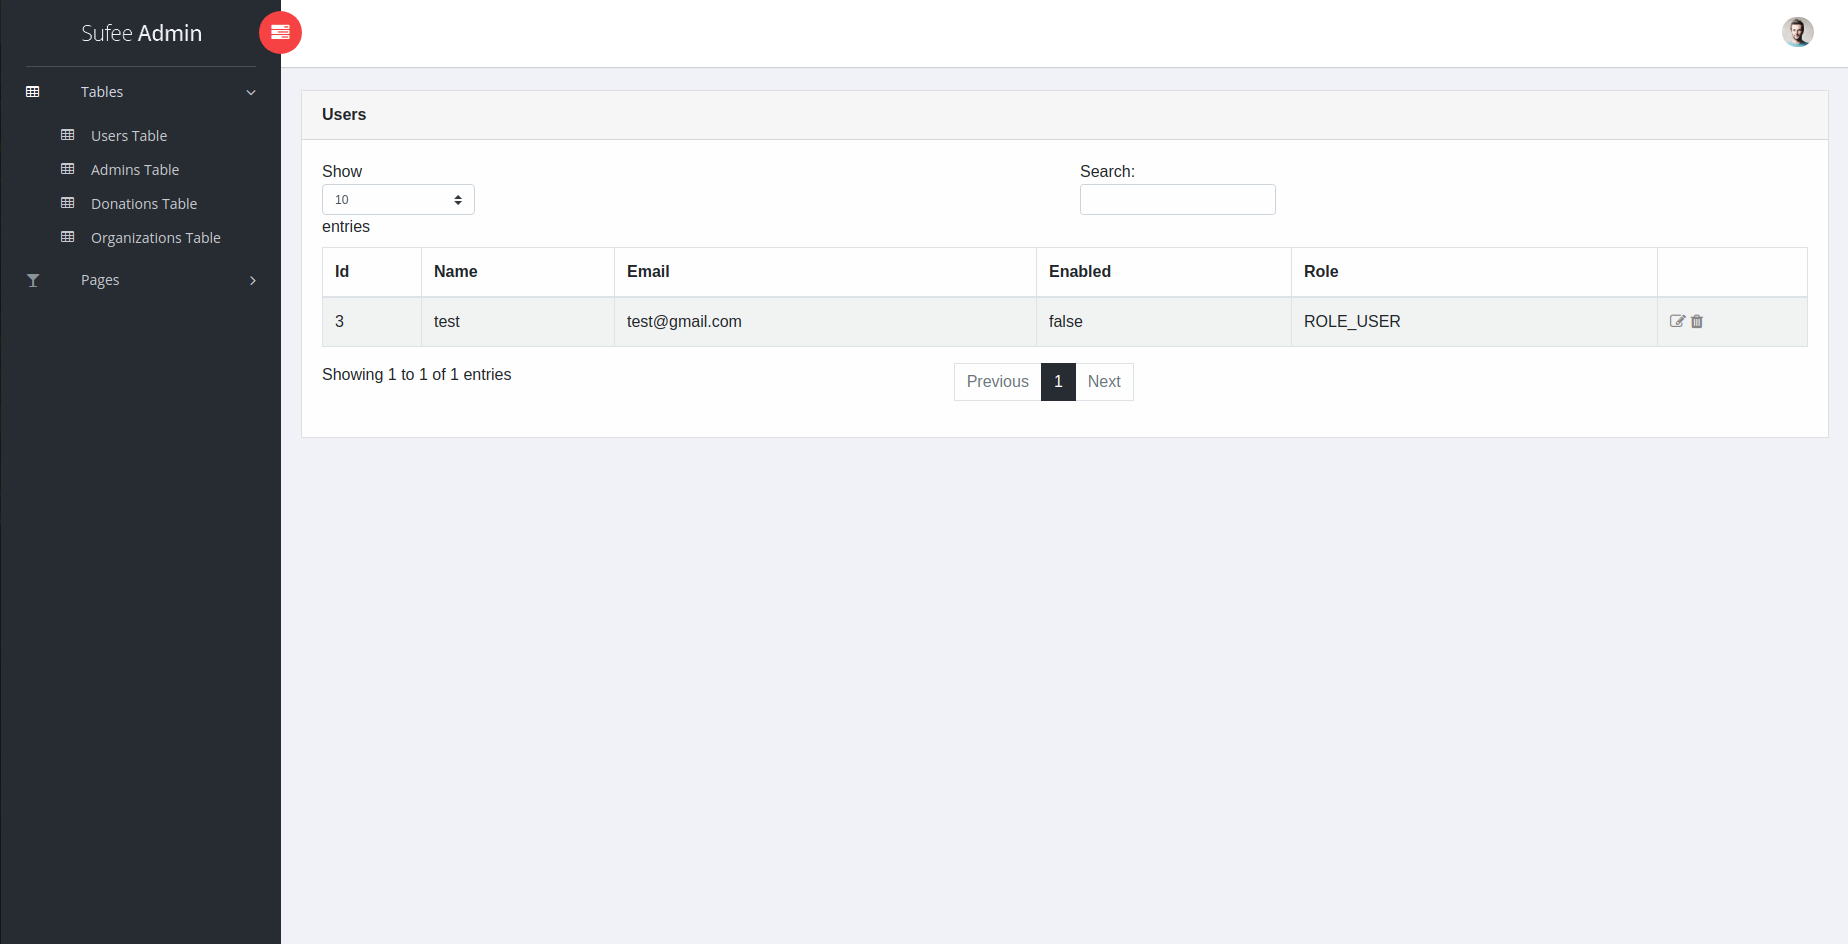 Sufee Admin
Tables
Users Table
Admins Table
Donations Table
Organizations Table
Pages
Users
Show
10
entries
Search:
Id Name Email Enabled Role
3 test test@gmail.com false ROLE_USER
Showing 1 to 1 of 1 entries
Previous 1 Next